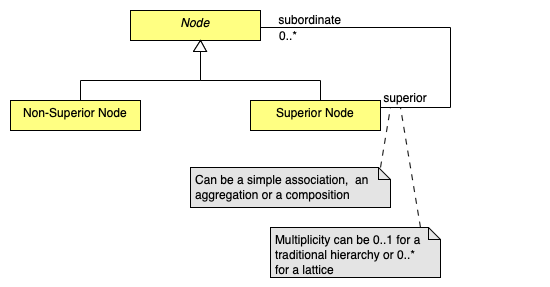 Node
subordinate
0..*
Non-Superior Node
Superior Node
superior
Can be a simple association, an
aggregation or a composition
Multiplicity can be 0..1 for a
traditional hierarchy or 0..*
for a lattice